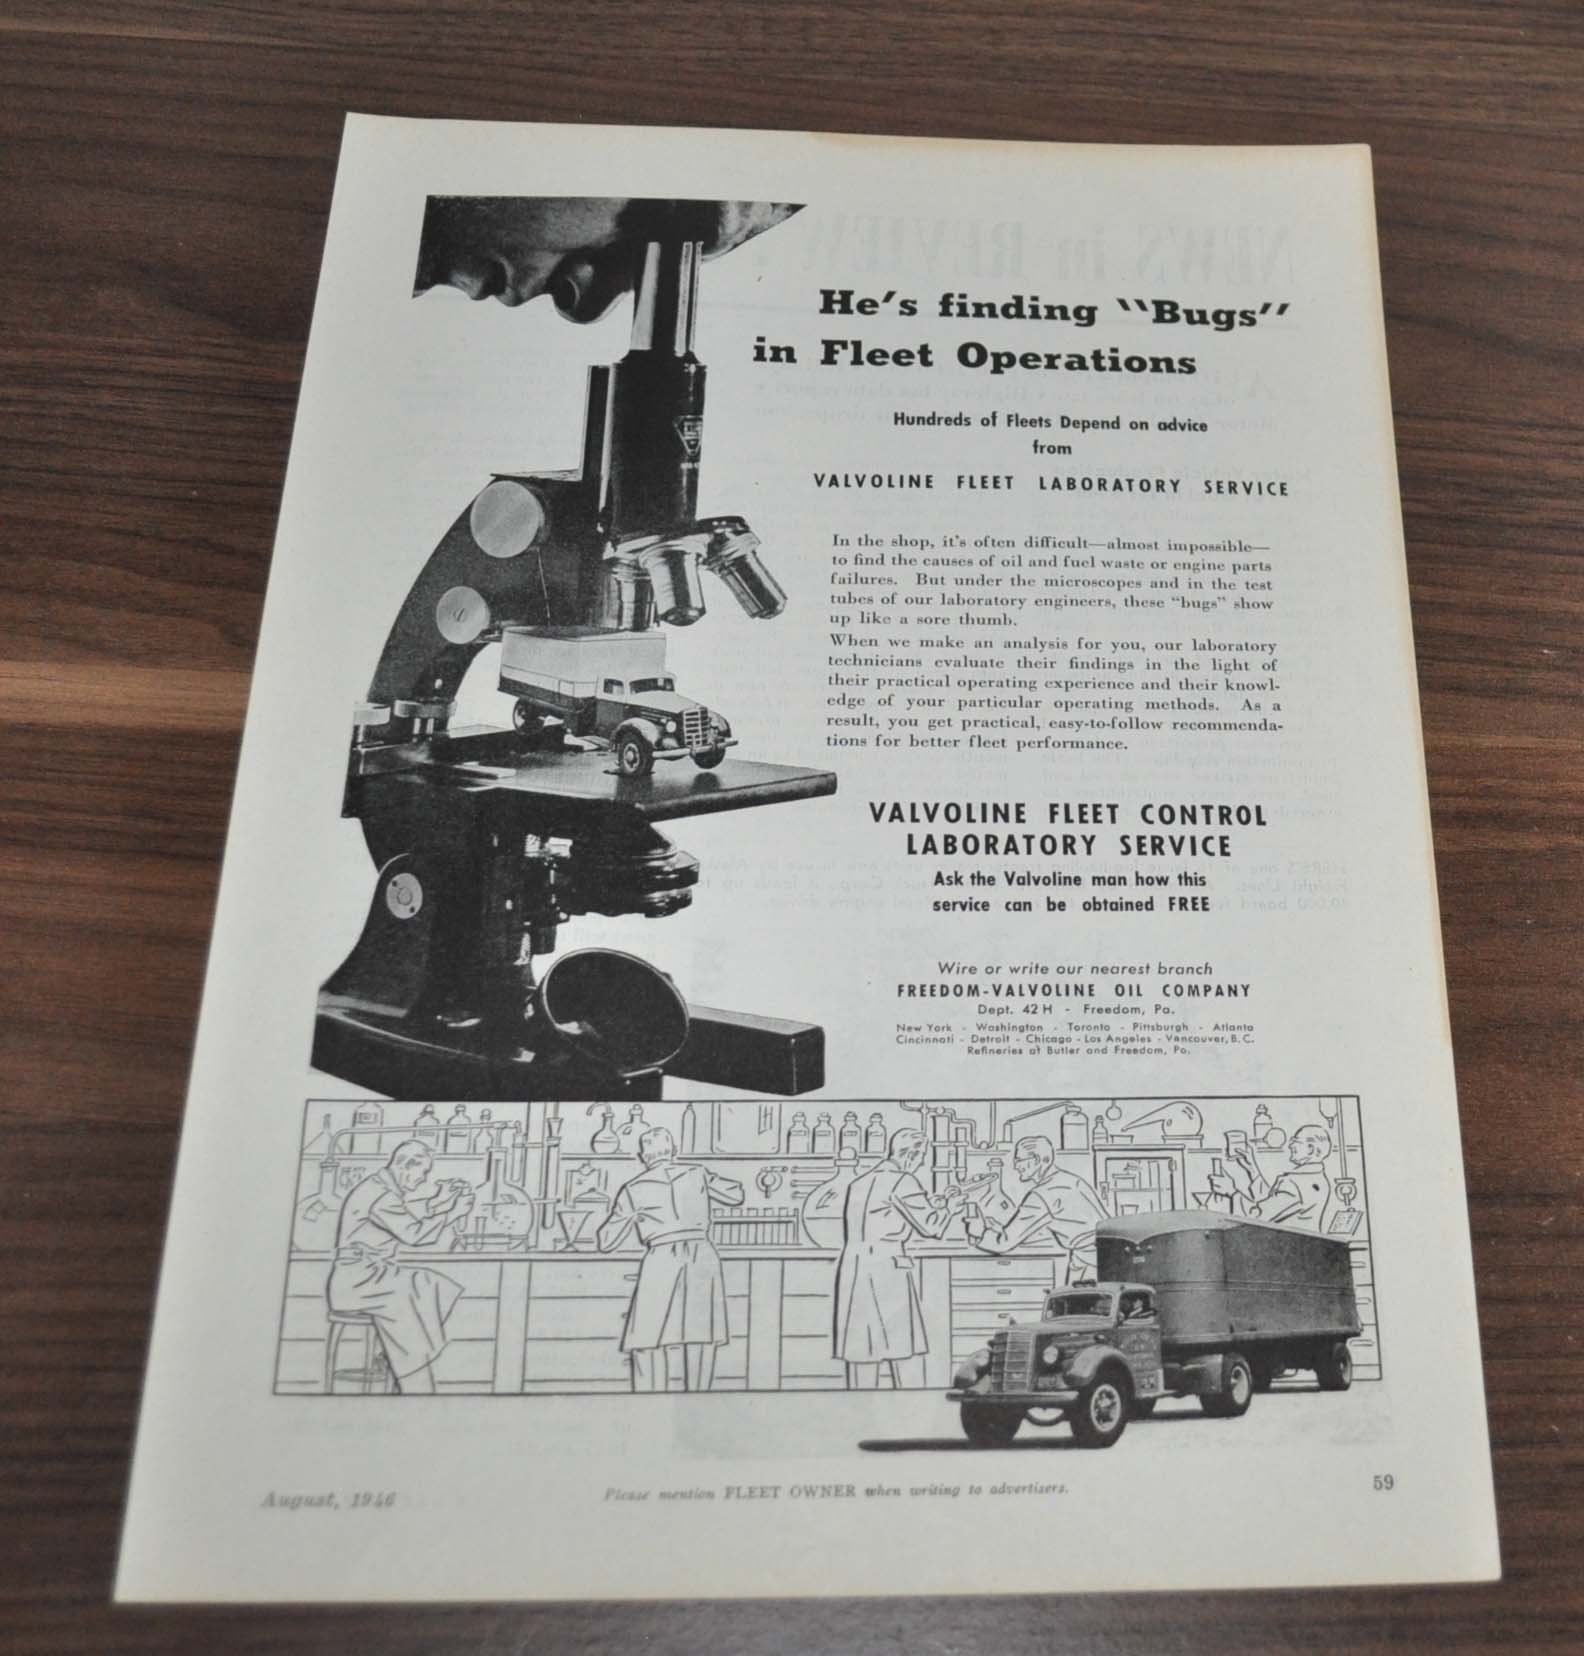 He's finding "Bugs"
in Fleet Operations
Hundreds of Fleets Depend on advice
from
VALVOLINE FLEET LABORATORY SERVICE
In the shop, it's often difficult—almost impossible—
to find the causes of oil and fuel waste or engine parts
failures. But under the microscopes and in the test
tubes of our laboratory engineers, these "bugs" show
up like a sore thumb.
When we make an analysis for you, our laboratory
technicians evaluate their findings in the light of
their practical operating experience and their knowl-
edge of your particular operating methods. As a
result, you get practical, easy-to-follow recommenda-
tions for better fleet performance.
VALVOLINE FLEET CONTROL
LABORATORY SERVICE
Ask the Valvoline man how this
service can be obtained FREE
Wire or write our nearest branch
FREEDOM-VALVOLINE OIL COMPANY
Dept. 42 H - Freedom, Pa.
New York - Washington - Toronto - Pittsburgh - Atlanta
Cincinnati - Detroit - Chicago - Los Angeles - Vancouver, B. C.
Refineries at Butler and Freedom, Pa.
August, 1946
Please mention FLEET OWNER when writing to advertisers.
59
NEWS in REVIEW